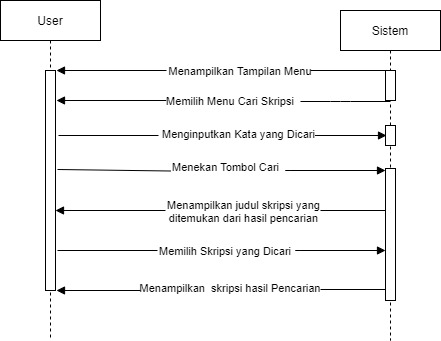 User
Sistem
Menampilkan Tampilan Menu
Memilih Menu Cari Skripsi
Menginputkan Kata yang Dicari
Menekan Tombol Cari
Menampilkan judul skripsi yang
ditemukan dari hasil pencarian
Memilih Skripsi yang Dicari
Menampilkan skripsi hasil Pencarian